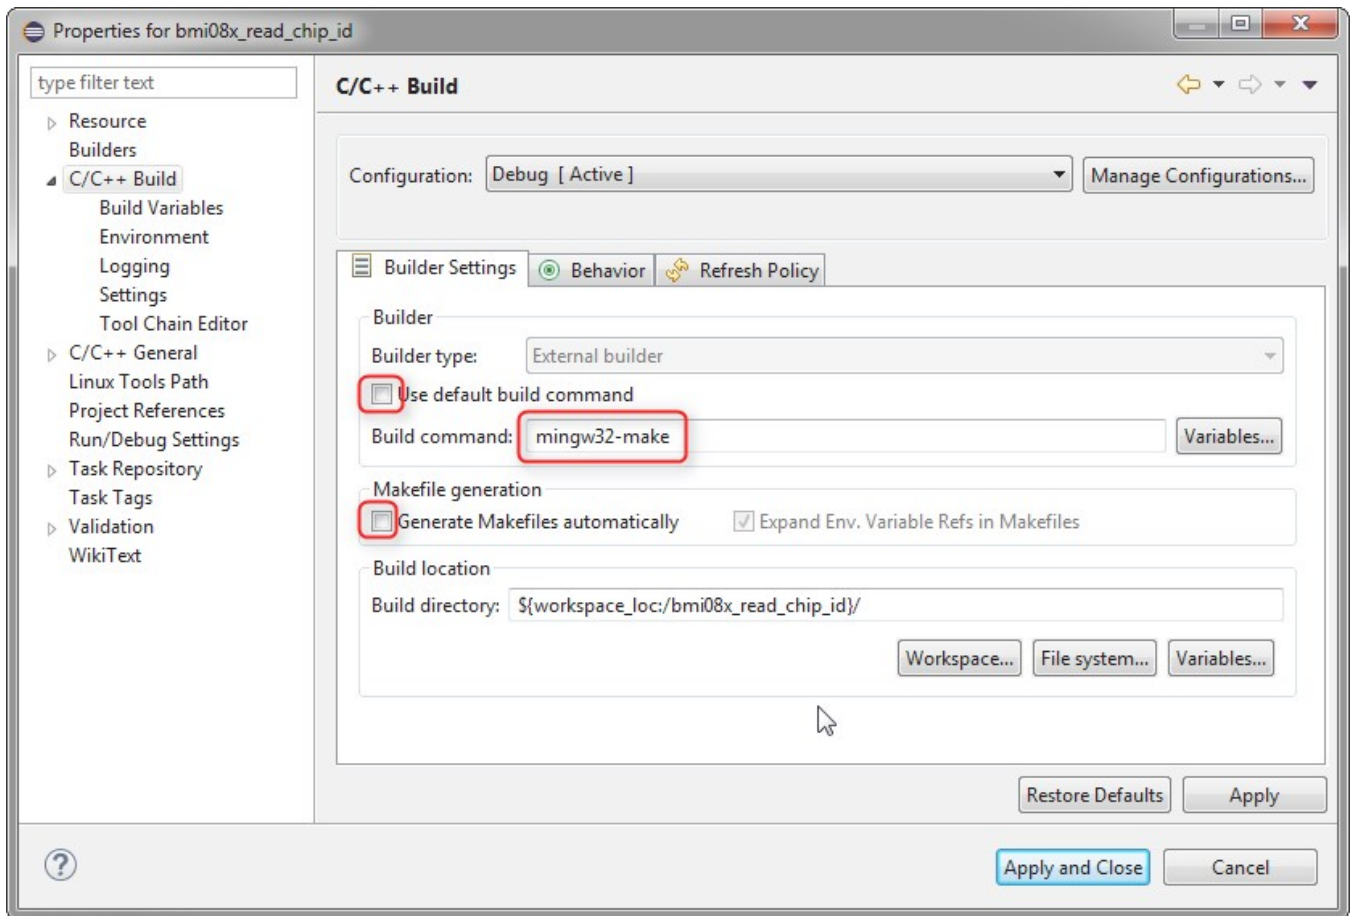 Properties for bmi08x_read_chip_id
type filter text
Resource
Builders
C/C++ Build
Build Variables
Environment
Logging
Settings
Tool Chain Editor
C/C++ General
Linux Tools Path
Project References
Run/Debug Settings
Task Repository
Task Tags
Validation
WikiText
C/C++ Build
Configuration: Debug [ Active ] Manage Configurations...
Builder Settings Behavior Refresh Policy
Builder
Builder type: External builder
Use default build command
Build command: mingw32-make Variables...
Makefile generation
Generate Makefiles automatically Expand Env. Variable Refs in Makefiles
Build location
Build directory: ${workspace_loc:/bmi08x_read_chip_id}/
Workspace... File system... Variables...
Restore Defaults Apply
Apply and Close Cancel